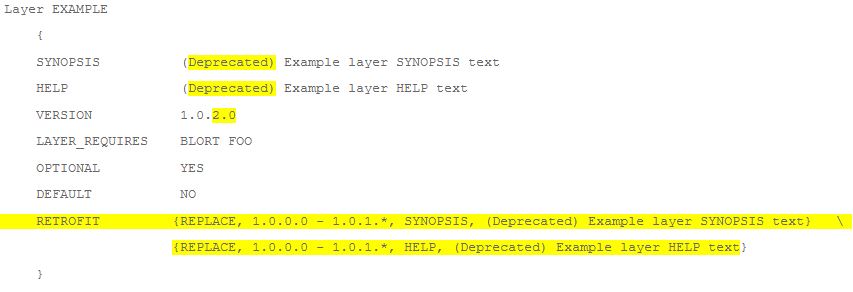 Layer EXAMPLE
{
SYNOPSIS (Deprecated) Example layer SYNOPSIS text
HELP (Deprecated) Example layer HELP text
VERSION 1.0.2.0
LAYER_REQUIRES BLORT FOO
OPTIONAL YES
DEFAULT NO
RETROFIT {REPLACE, 1.0.0.0 - 1.0.1.*, SYNOPSIS, (Deprecated) Example layer SYNOPSIS text} \
{REPLACE, 1.0.0.0 - 1.0.1.*, HELP, (Deprecated) Example layer HELP text}
}